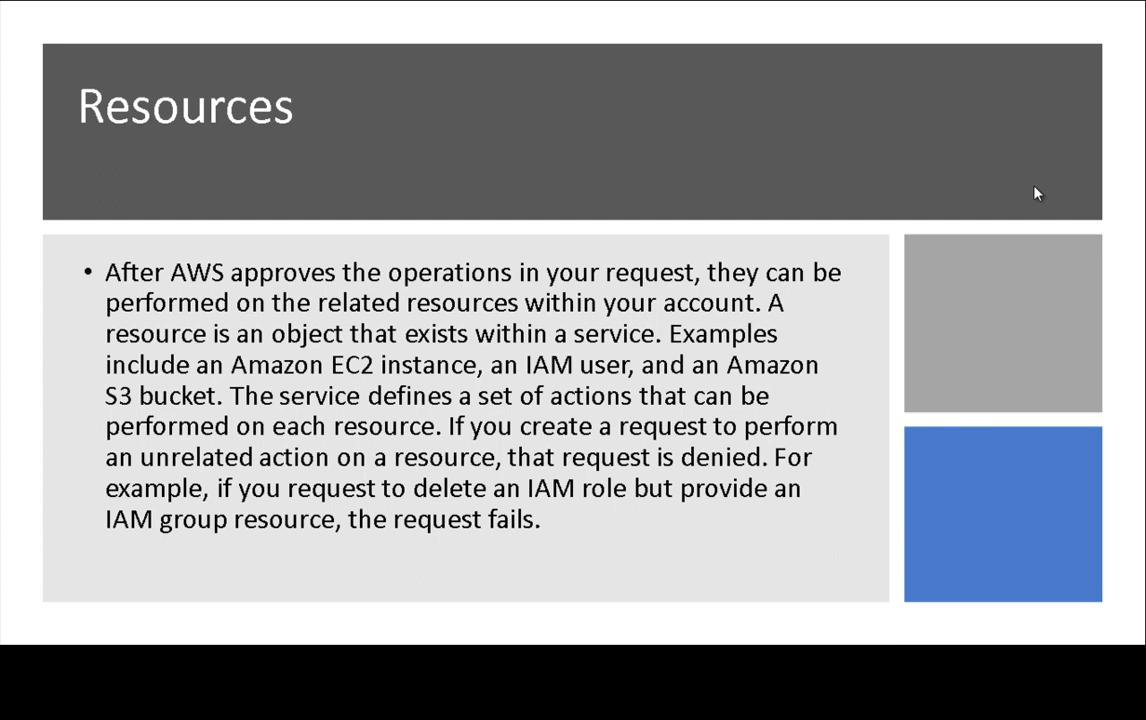 Resources
• After AWS approves the operations in your request, they can be
performed on the related resources within your account. A
resource is an object that exists within a service. Examples
include an Amazon EC2 instance, an IAM user, and an Amazon
S3 bucket. The service defines a set of actions that can be
performed on each resource. If you create a request to perform
an unrelated action on a resource, that request is denied. For
example, if you request to delete an IAM role but provide an
IAM group resource, the request fails.